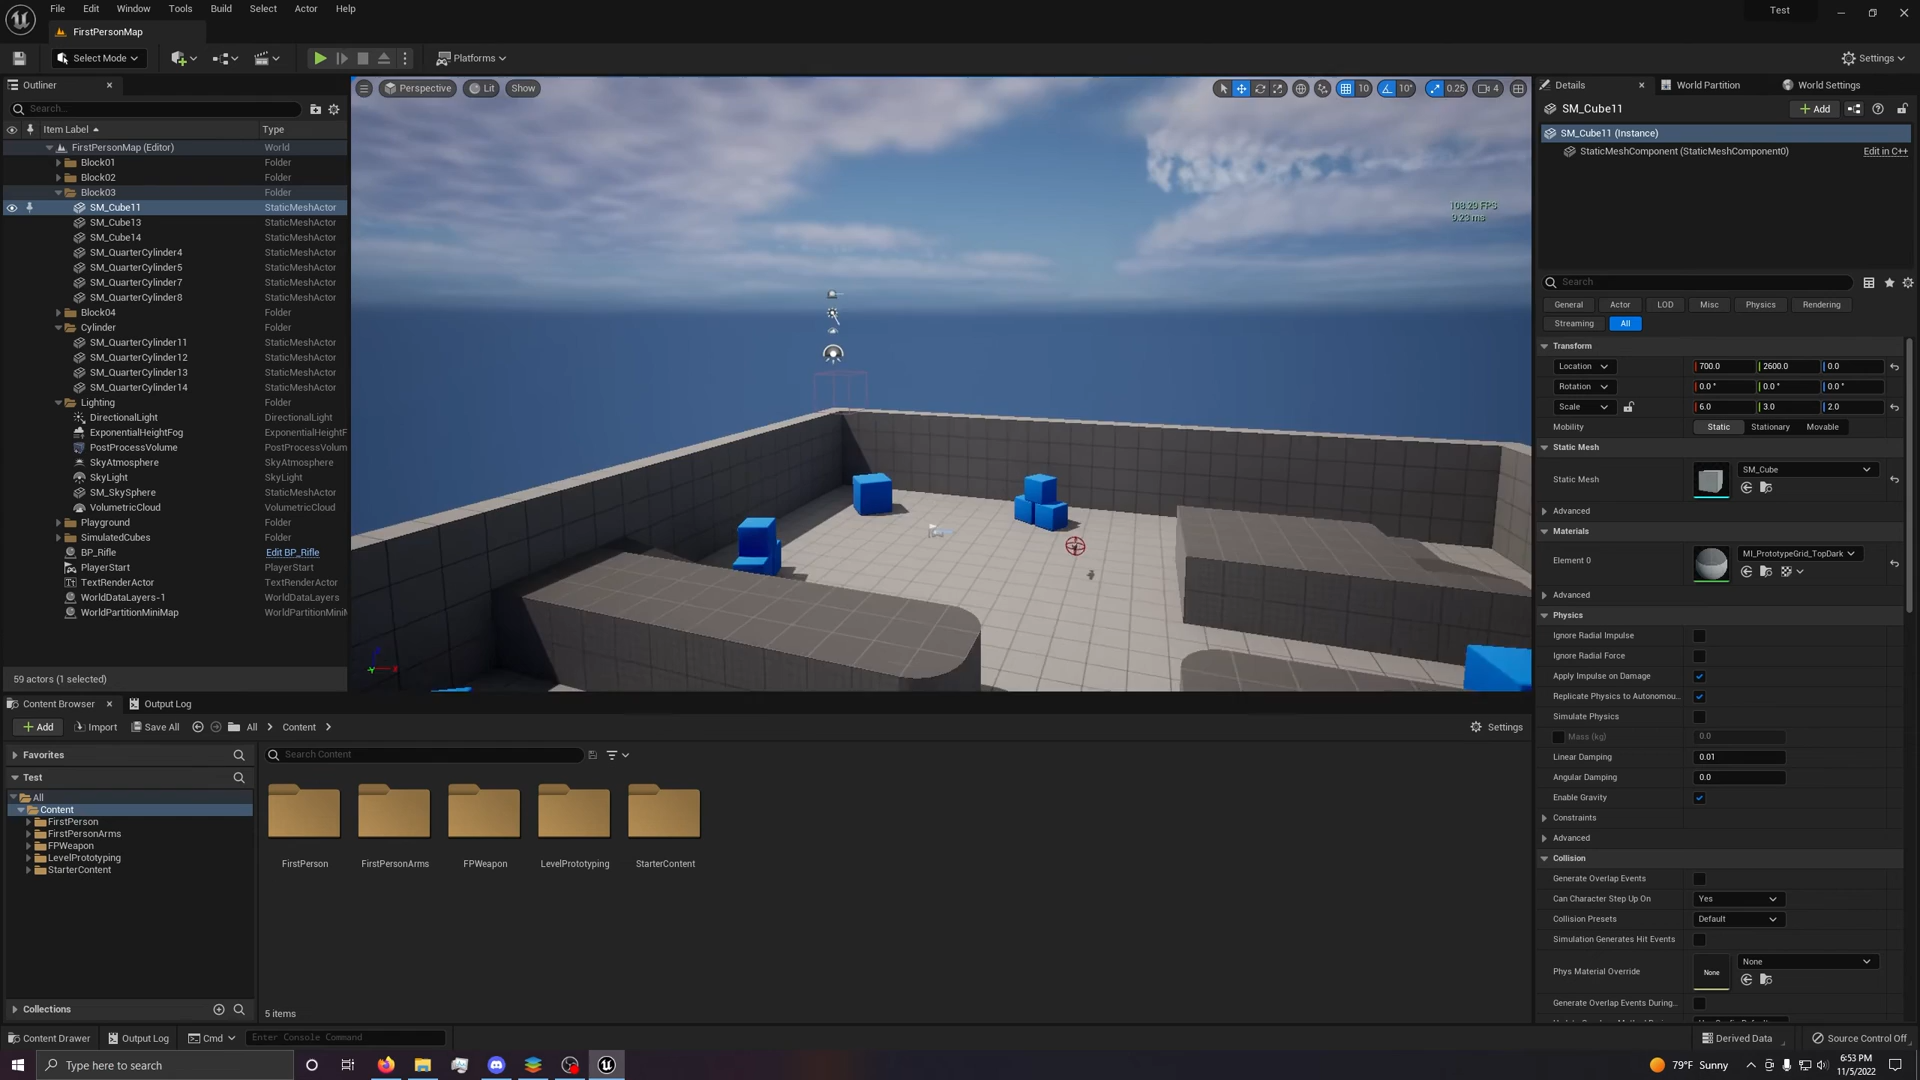 File Edit Window Tools Build Select Actor Help
Test
FirstPersonMap
Select Mode
Platforms
Settings
Outliner
Search...
Item Label Type
FirstPersonMap (Editor) World
Block01 Folder
Block02 Folder
Block03 Folder
SM_Cube11 StaticMeshActor
SM_Cube13 StaticMeshActor
SM_Cube14 StaticMeshActor
SM_QuarterCylinder4 StaticMeshActor
SM_QuarterCylinder5 StaticMeshActor
SM_QuarterCylinder7 StaticMeshActor
SM_QuarterCylinder8 StaticMeshActor
Block04 Folder
Cylinder Folder
SM_QuarterCylinder11 StaticMeshActor
SM_QuarterCylinder12 StaticMeshActor
SM_QuarterCylinder13 StaticMeshActor
SM_QuarterCylinder14 StaticMeshActor
Lighting Folder
DirectionalLight DirectionalLight
ExponentialHeightFog ExponentialHeightF
PostProcessVolume PostProcessVolume
SkyAtmosphere SkyAtmosphere
SkyLight SkyLight
SM_SkySphere StaticMeshActor
VolumetricCloud VolumetricCloud
Playground Folder
SimulatedCubes Folder
BP_Rifle Edit BP_Rifle
PlayerStart PlayerStart
TextRenderActor TextRenderActor
WorldDataLayers-1 WorldDataLayers
WorldPartitionMiniMap WorldPartitionMini
59 actors (1 selected)
Perspective Lit Show
10 10° 0.25 4
108.29 FPS
9.23 ms
Details World Partition World Settings
SM_Cube11 Add
SM_Cube11 (Instance)
StaticMeshComponent (StaticMeshComponent0) Edit in C++
Search
General Actor LOD Misc Physics Rendering
Streaming All
Transform
Location 700.0 2600.0 0.0
Rotation 0.0 ° 0.0 ° 0.0 °
Scale 6.0 3.0 2.0
Mobility Static Stationary Movable
Static Mesh
Static Mesh SM_Cube
Advanced
Materials
Element 0 MI_PrototypeGrid_TopDark
Advanced
Physics
Ignore Radial Impulse
Ignore Radial Force
Apply Impulse on Damage
Replicate Physics to Autonomou...
Simulate Physics
Mass (kg) 0.0
Linear Damping 0.01
Angular Damping 0.0
Enable Gravity
Constraints
Advanced
Collision
Generate Overlap Events
Can Character Step Up On Yes
Collision Presets Default
Simulation Generates Hit Events
Phys Material Override None None
Generate Overlap Events During...
Content Browser Output Log
Add Import Save All All Content Settings
Favorites
Search Content
Test
All
Content
FirstPerson
FirstPersonArms
FPWeapon
LevelPrototyping
StarterContent
FirstPerson FirstPersonArms FPWeapon LevelPrototyping StarterContent
Collections
5 items
Content Drawer Output Log Cmd Enter Console Command Derived Data Source Control Off
Type here to search
79°F Sunny
6:53 PM
11/5/2022